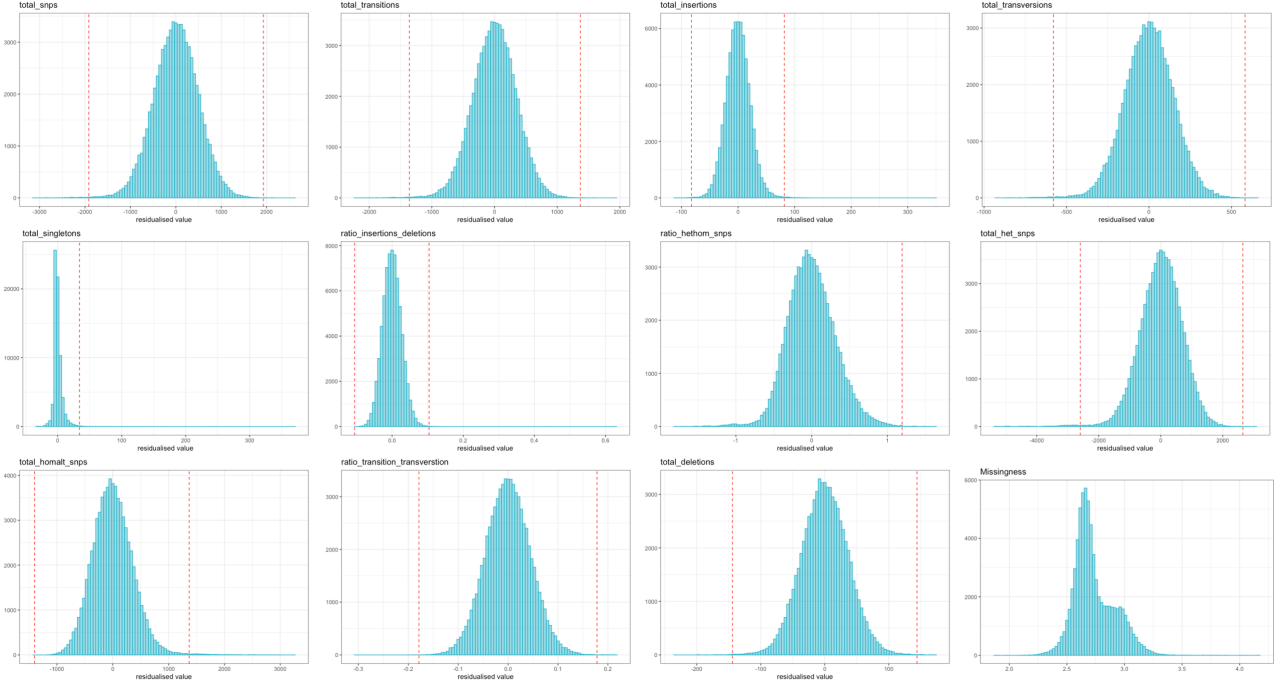 total_snps
3000
2000
1000
0
-3000 -2000 -1000 0 1000 2000
residualised value
total_transitions
3000
2000
1000
0
-2000 -1000 0 1000 2000
residualised value
total_insertions
6000
4000
2000
0
-100 0 100 200 300
residualised value
total_transversions
3000
2000
1000
0
-1000 -500 0 500
residualised value
total_singletons
20000
10000
0
0 100 200 300
residualised value
ratio_insertions_deletions
8000
6000
4000
2000
0
0.0 0.2 0.4 0.6
residualised value
ratio_hethom_snps
3000
2000
1000
0
-1 0 1
residualised value
total_het_snps
3000
2000
1000
0
-4000 -2000 0 2000
residualised value
total_homalt_snps
4000
3000
2000
1000
0
-1000 0 1000 2000 3000
residualised value
ratio_transition_transverstion
3000
2000
1000
0
-0.3 -0.2 -0.1 0.0 0.1 0.2
residualised value
total_deletions
3000
2000
1000
0
-200 -100 0 100
residualised value
Missingness
6000
4000
2000
0
2.0 2.5 3.0 3.5 4.0